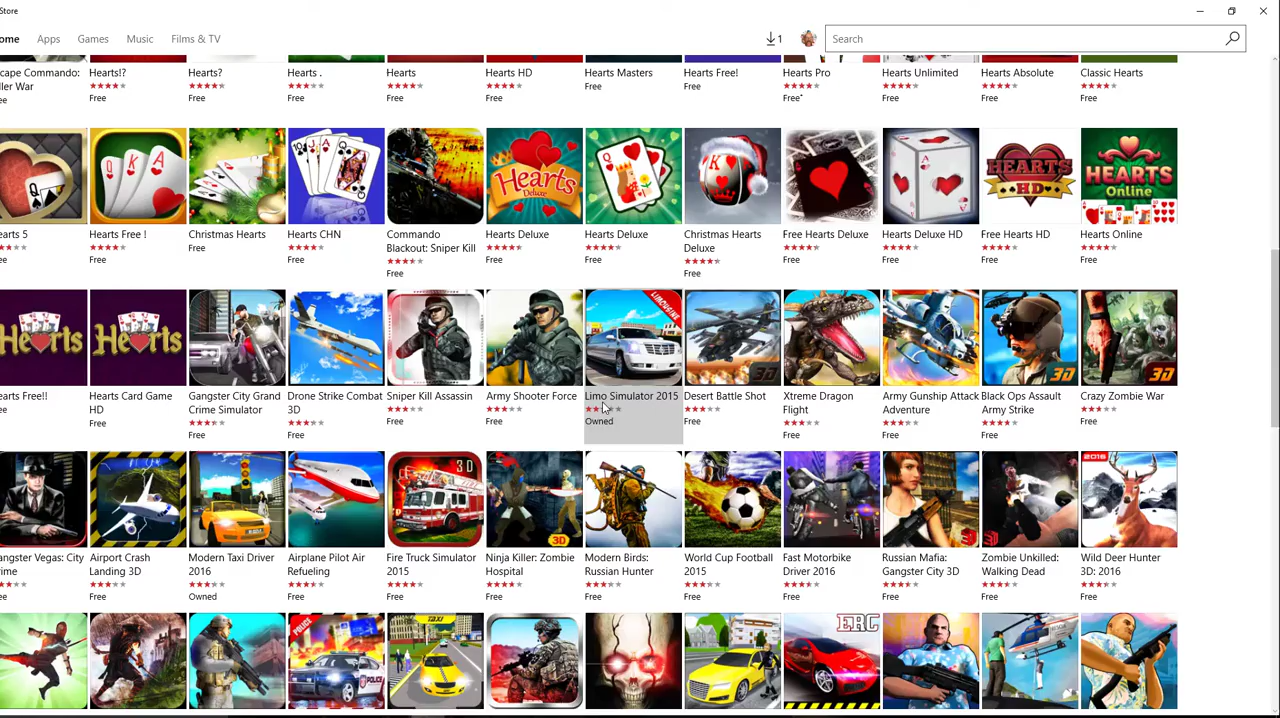 Store
ome Apps Games Music Films & TV 1 Search
cape Commando:
ller War
ee
Hearts!?
Free
Hearts?
Free
Hearts .
Free
Hearts
Free
Hearts HD
Free
Hearts Masters
Free
Hearts Free!
Free
Hearts Pro
Free*
Hearts Unlimited
Free
Hearts Absolute
Free
Classic Hearts
Free
earts 5
ee
Hearts Free !
Free
Christmas Hearts
Free
Hearts CHN
Free
Commando
Blackout: Sniper Kill
Free
Hearts
Deluxe
Hearts Deluxe
Free
Hearts Deluxe
Free
Christmas Hearts
Deluxe
Free
Free Hearts Deluxe
Free
Hearts Deluxe HD
Free
HEARTS
HD
Free Hearts HD
Free
HEARTS
Online
Hearts Online
Free
Hearts
earts Free!!
ee
Hearts
Hearts Card Game
HD
Free
Gangster City Grand
Crime Simulator
Free
Drone Strike Combat
3D
Free
Sniper Kill Assassin
Free
Army Shooter Force
Free
LIMOUSINE
Limo Simulator 2015
Owned
3D
Desert Battle Shot
Free
Xtreme Dragon
Fight
Free
Army Gunship Attack
Adventure
Free
3D
Black Ops Assault
Army Strike
Free
3D
Crazy Zombie War
Free
angster Vegas: City
rime
ee
Airport Crash
Landing 3D
Free
Modern Taxi Driver
2016
Owned
Airplane Pilot Air
Refueling
Free
3D
Fire Truck Simulator
2015
Free
3D
Ninja Killer: Zombie
Hospital
Free
Modern Birds:
Russian Hunter
Free
World Cup Football
2015
Free
Fast Motorbike
Driver 2016
Free
Russian Mafia:
Gangster City 3D
Free
Zombie Unkilled:
Walking Dead
Free
2016
Wild Deer Hunter
3D: 2016
Free
POLICE
POLICE
TAXI
ERC